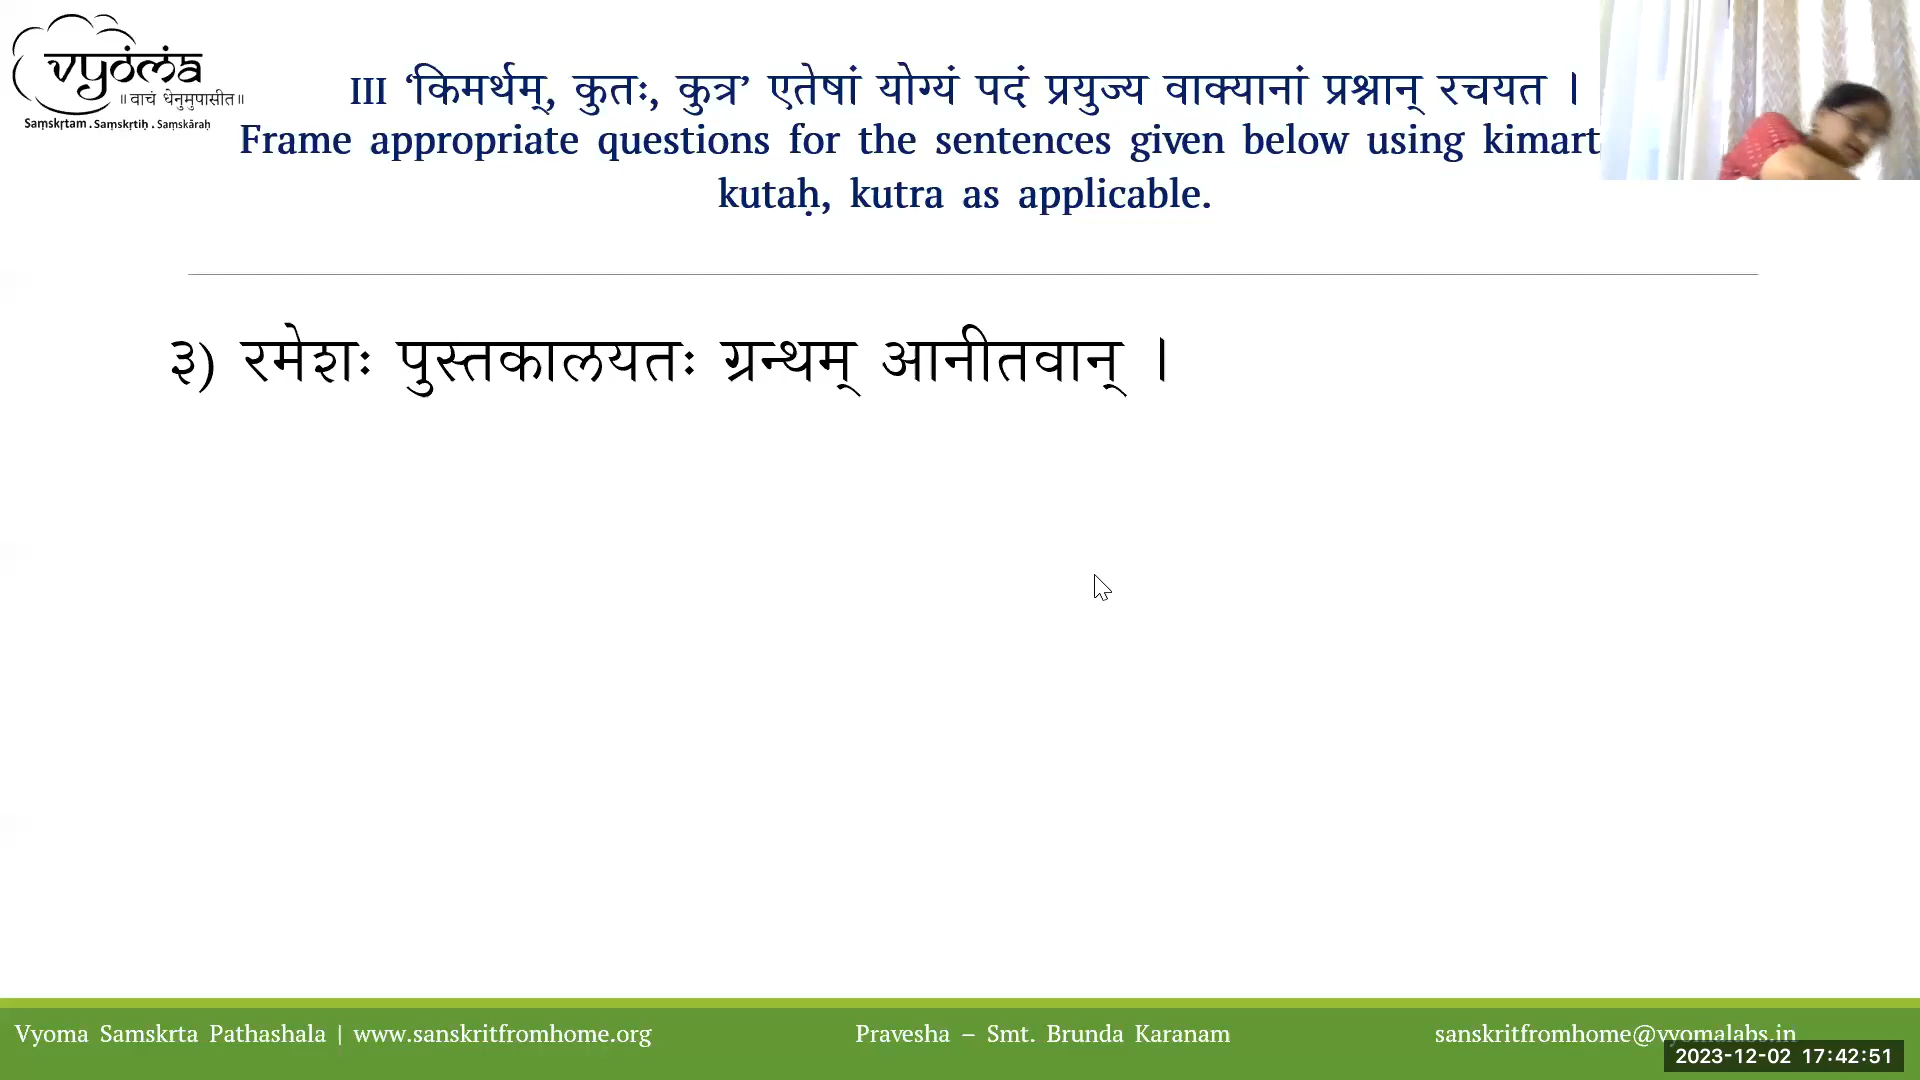 vyoma
॥वाचं धेनुमुपासीत॥
Saṃskṛtam . Saṃskṛtiḥ . Saṃskāraḥ
III ‘किमर्थम्, कुतः, कुत्र’ एतेषां योग्यं पदं प्रयुज्य वाक्यानां प्रश्नान् रचयत ।
Frame appropriate questions for the sentences given below using kimart
kutaḥ, kutra as applicable.
३) रमेशः पुस्तकालयतः ग्रन्थम् आनीतवान् ।
Vyoma Samskrta Pathashala | www.sanskritfromhome.org
Pravesha – Smt. Brunda Karanam
sanskritfromhome@vyomalabs.in
2023-12-02 17:42:51